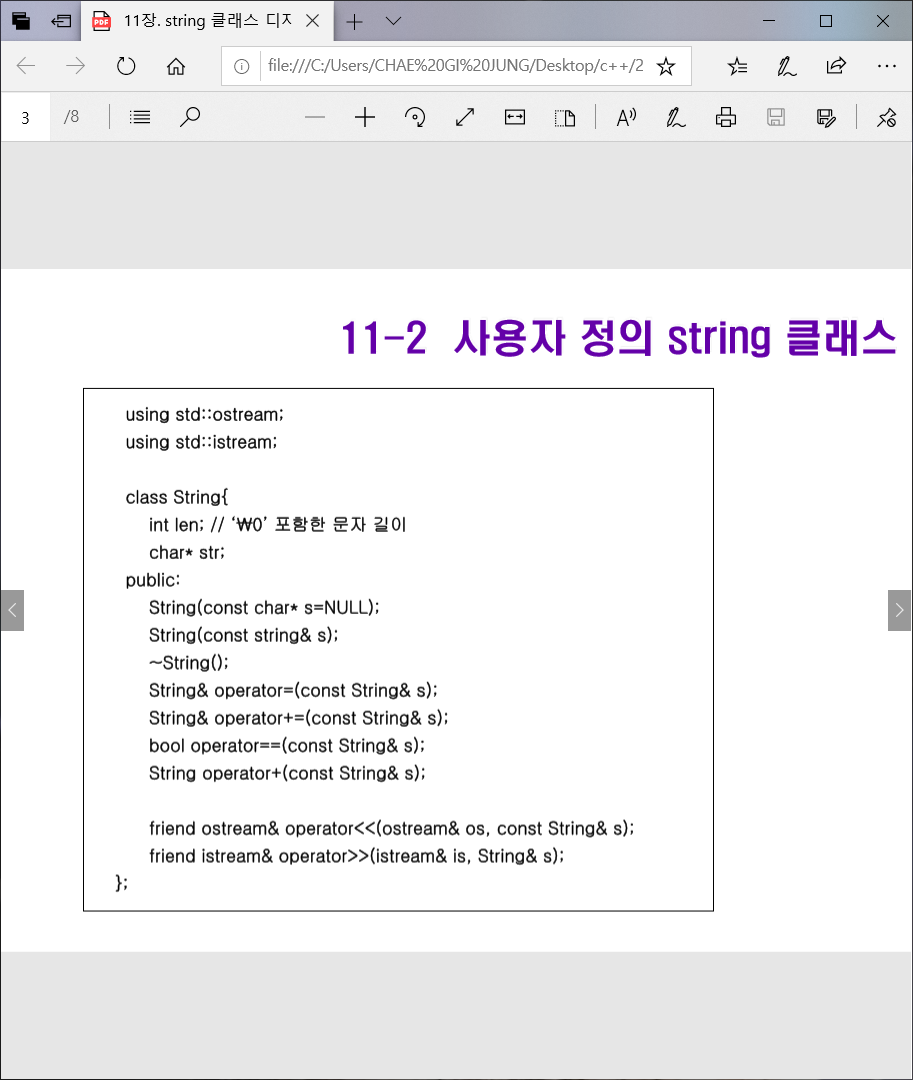 11장. string 클래스 디자
file:///C:/Users/CHAE%20GI%20JUNG/Desktop/c++/2
3 /8
11-2 사용자 정의 string 클래스
using std::ostream;
using std::istream;
class String{
int len; // ‘₩0’ 포함한 문자 길이
char* str;
public:
String(const char* s=NULL);
String(const string& s);
~String();
String& operator=(const String& s);
String& operator+=(const String& s);
bool operator==(const String& s);
String operator+(const String& s);
friend ostream& operator<<(ostream& os, const String& s);
friend istream& operator>>(istream& is, String& s);
};